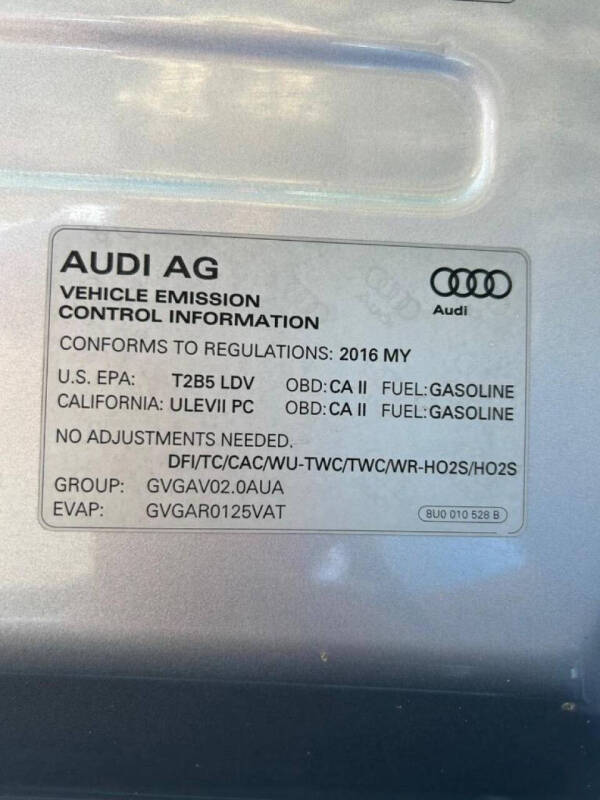 AUDI AG
VEHICLE EMISSION
CONTROL INFORMATION
Audi
CONFORMS TO REGULATIONS: 2016 MY
U.S. EPA: T2B5 LDV OBD: CA II FUEL: GASOLINE
CALIFORNIA: ULEVII PC OBD: CA II FUEL: GASOLINE
NO ADJUSTMENTS NEEDED.
DFI/TC/CAC/WU-TWC/TWC/WR-HO2S/HO2S
GROUP: GVGAV02.0AUA
EVAP: GVGAR0125VAT
8U0 010 528 B